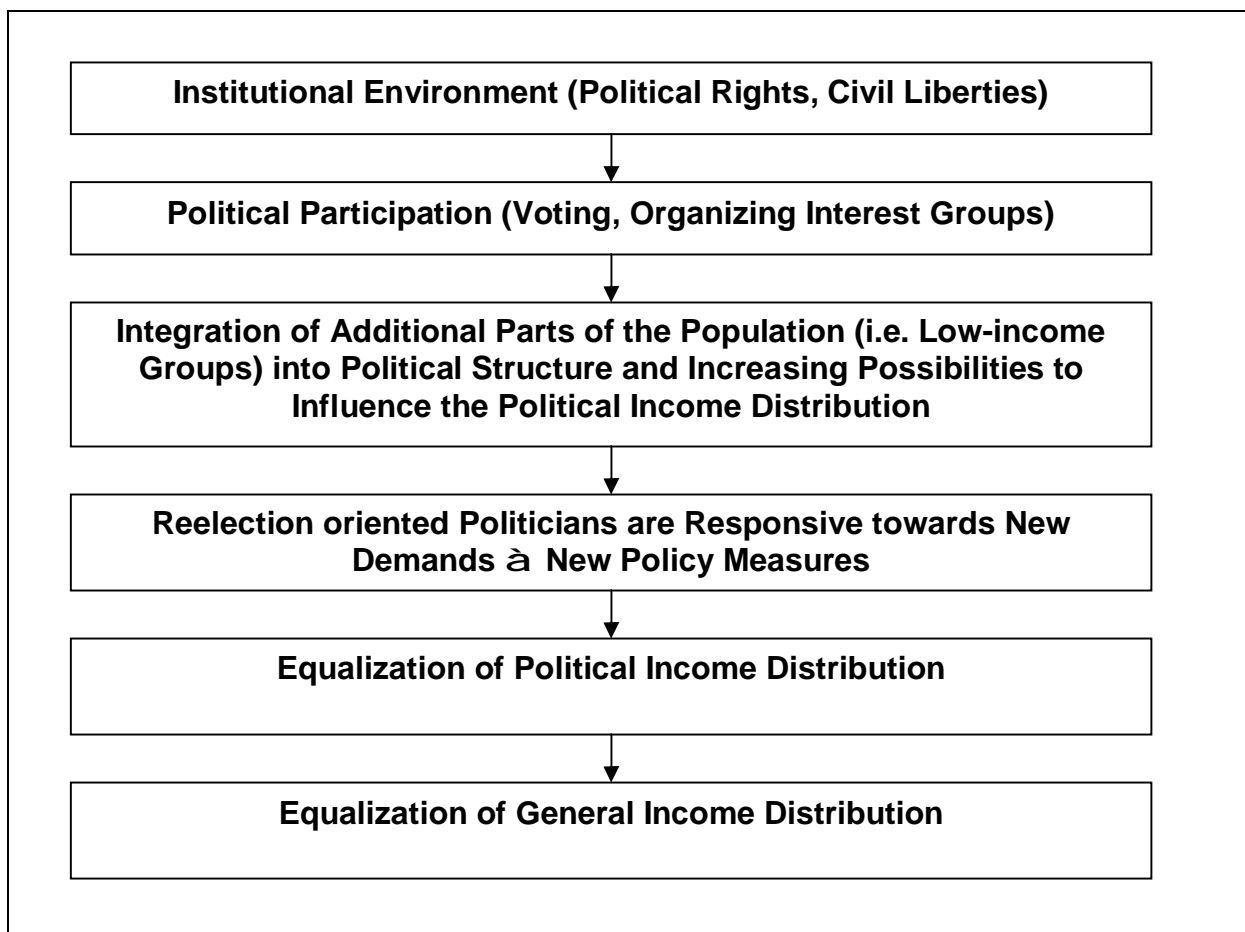 Institutional Environment (Political Rights, Civil Liberties)
Political Participation (Voting, Organizing Interest Groups)
Integration of Additional Parts of the Population (i.e. Low-income
Groups) into Political Structure and Increasing Possibilities to
Influence the Political Income Distribution
Reelection oriented Politicians are Responsive towards New
Demands à New Policy Measures
Equalization of Political Income Distribution
Equalization of General Income Distribution